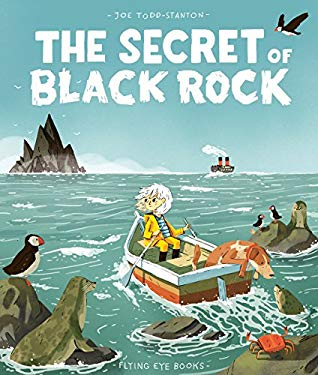 - JOE TODD-STANTON -
THE SECRET OF
BLACK ROCK
- FLYING EYE BOOKS -